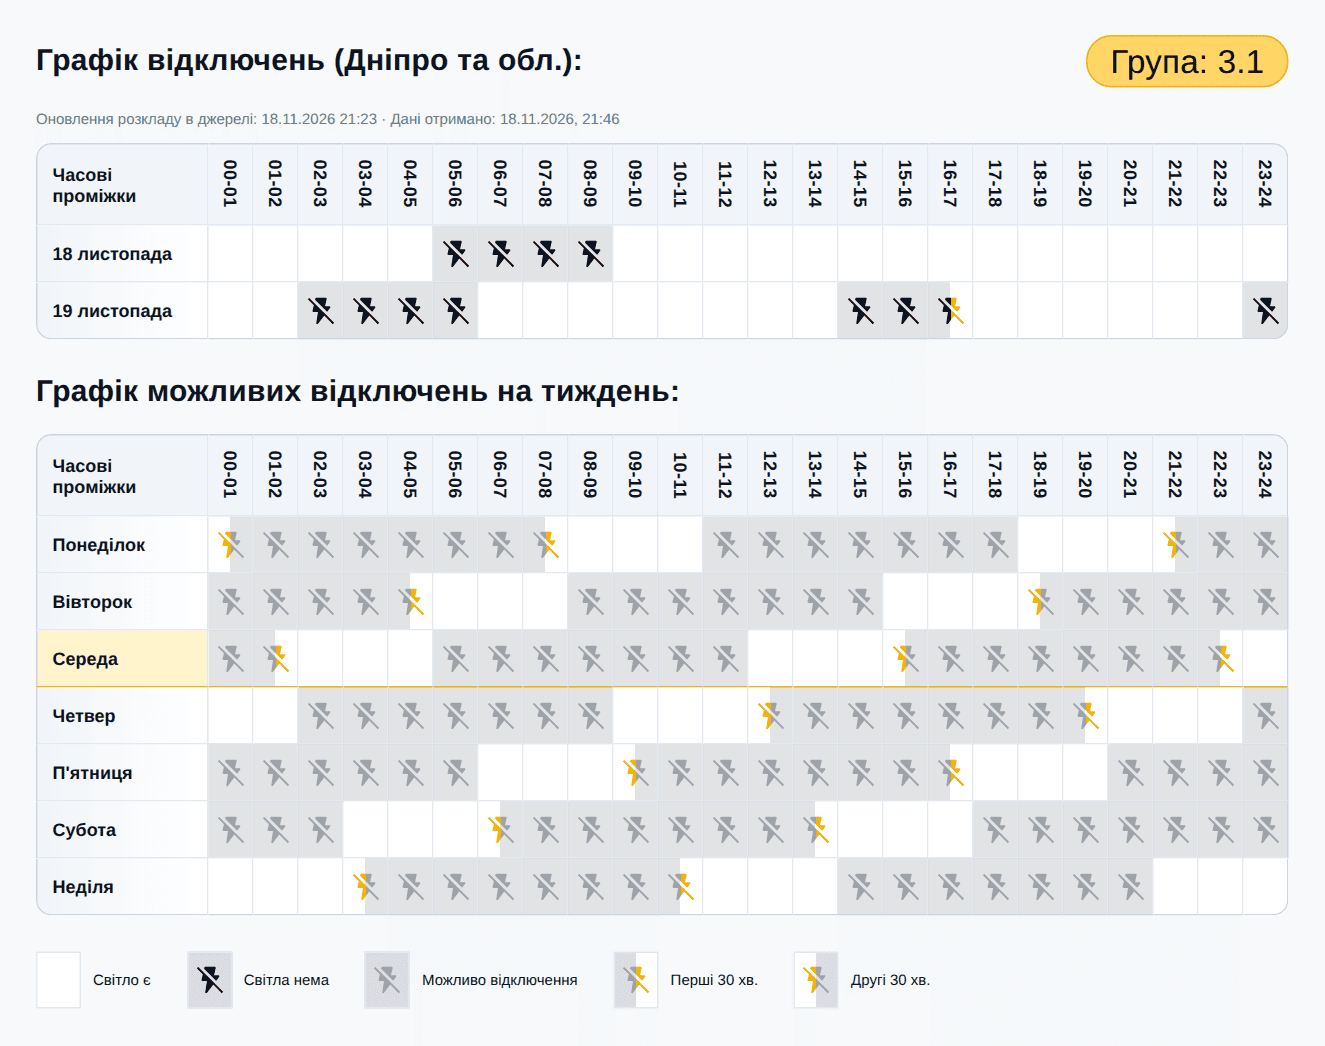 Графік відключень (Дніпро та обл.):
Група: 3.1
Оновлення розкладу в джерелі: 18.11.2026 21:23 · Дані отримано: 18.11.2026, 21:46
Часові
проміжки
00-01 01-02 02-03 03-04 04-05 05-06 06-07 07-08 08-09 09-10 10-11 11-12 12-13 13-14 14-15 15-16 16-17 17-18 18-19 19-20 20-21 21-22 22-23 23-24
18 листопада
19 листопада
Графік можливих відключень на тиждень:
Часові
проміжки
00-01 01-02 02-03 03-04 04-05 05-06 06-07 07-08 08-09 09-10 10-11 11-12 12-13 13-14 14-15 15-16 16-17 17-18 18-19 19-20 20-21 21-22 22-23 23-24
Понеділок
Вівторок
Середа
Четвер
П'ятниця
Субота
Неділя
Світло є
Світла нема
Можливо відключення
Перші 30 хв.
Другі 30 хв.